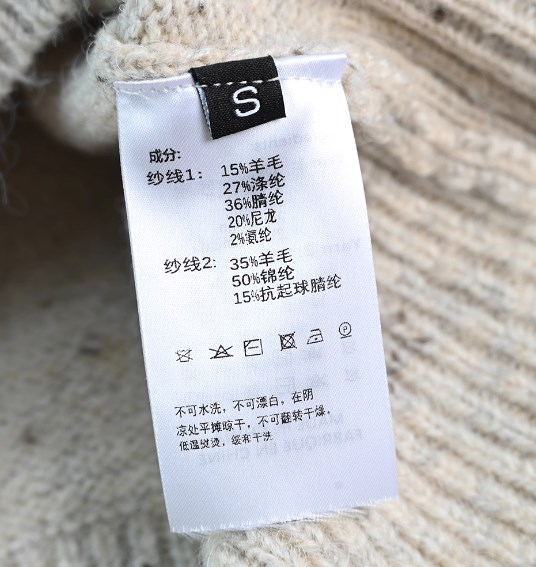 S
成分:
纱线1: 15%羊毛
27%涤纶
36%腈纶
20%尼龙
2%氨纶
纱线2: 35%羊毛
50%锦纶
15%抗起球腈纶
P
不可水洗，不可漂白，在阴
凉处平摊晾干，不可翻转干燥，
低温熨烫，缓和干洗